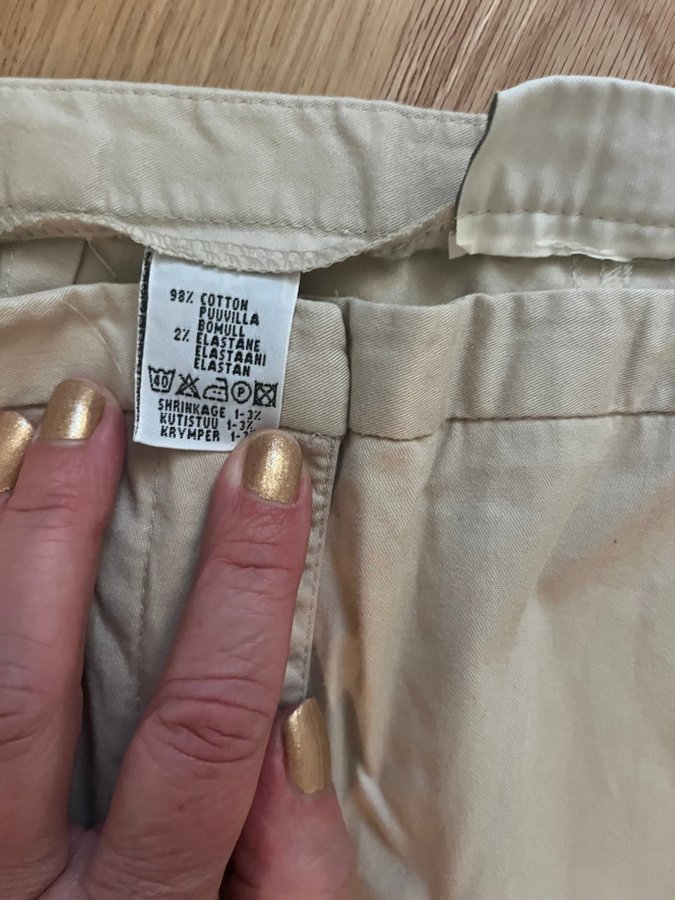 98% COTTON
PUUVILLA
BOMULL
2% ELASTANE
ELASTAANI
ELASTAN
40 P
SHRINKAGE 1-3%
KUTISTUU 1-3%
KRYMPER 1-3%